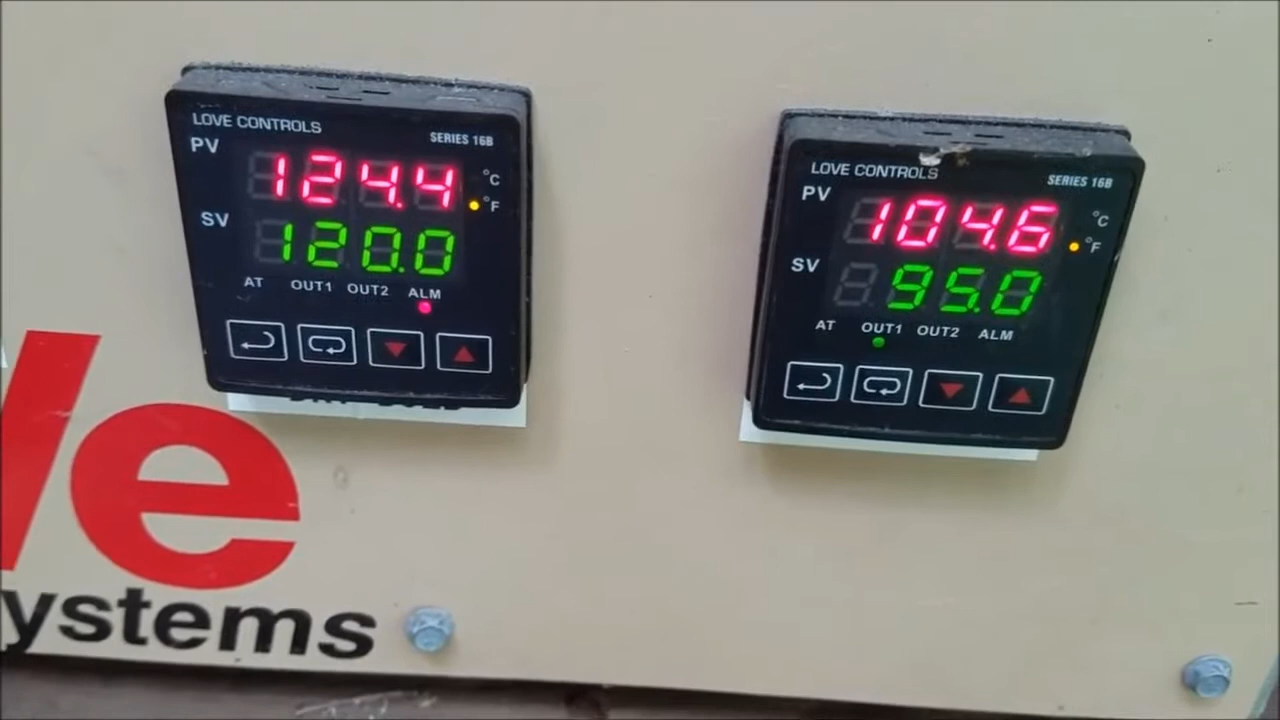 LOVE CONTROLS
SERIES 16B
PV
124.4
°C
°F
SV
120.0
AT OUT1 OUT2 ALM
LOVE CONTROLS
SERIES 16B
PV
104.6
°C
°F
SV
95.0
AT OUT1 OUT2 ALM
ve
ystems